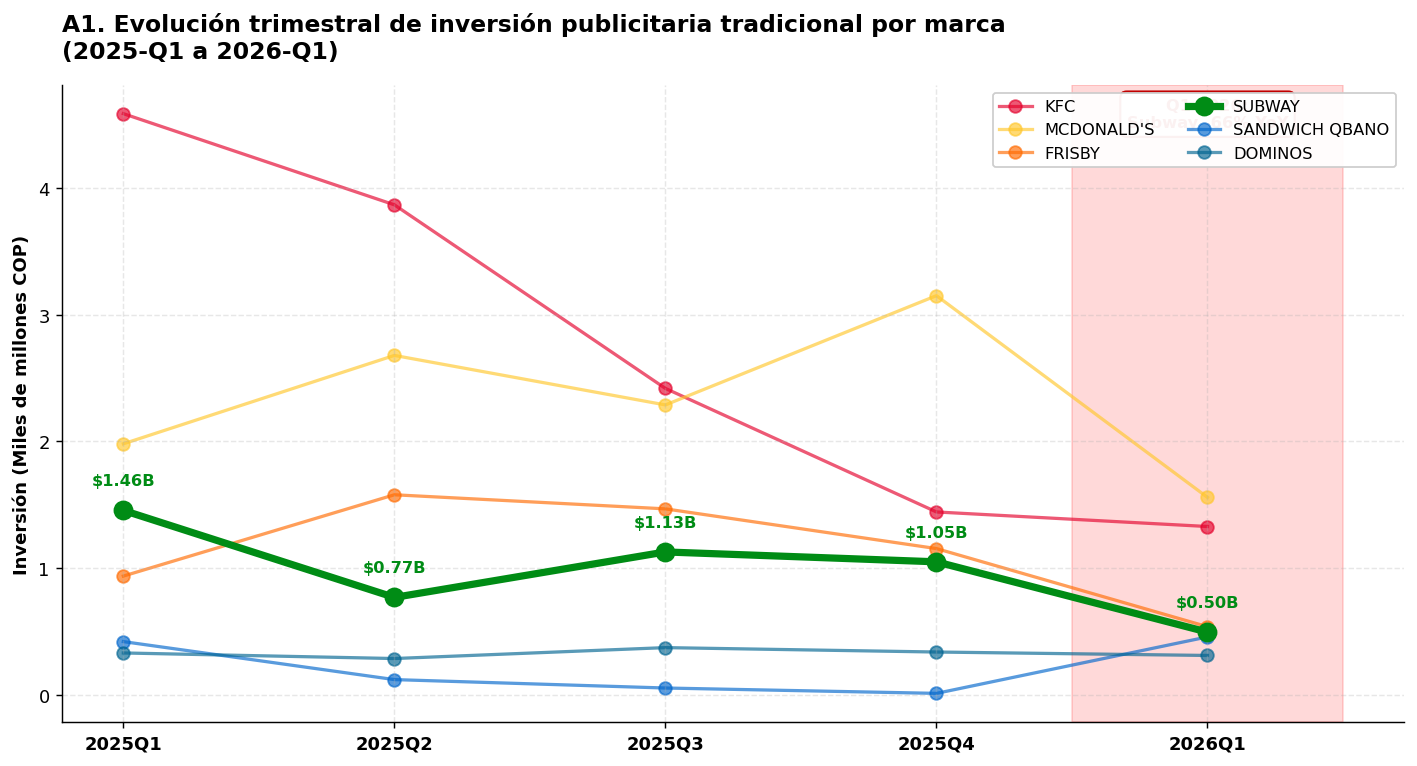 A1. Evolución trimestral de inversión publicitaria tradicional por marca
(2025-Q1 a 2026-Q1)
KFC
MCDONALD'S
FRISBY
SUBWAY
SANDWICH QBANO
DOMINOS
Inversión (Miles de millones COP)
4
3
2
1
0
$1.46B
$0.77B
$1.13B
$1.05B
$0.50B
2025Q1
2025Q2
2025Q3
2025Q4
2026Q1